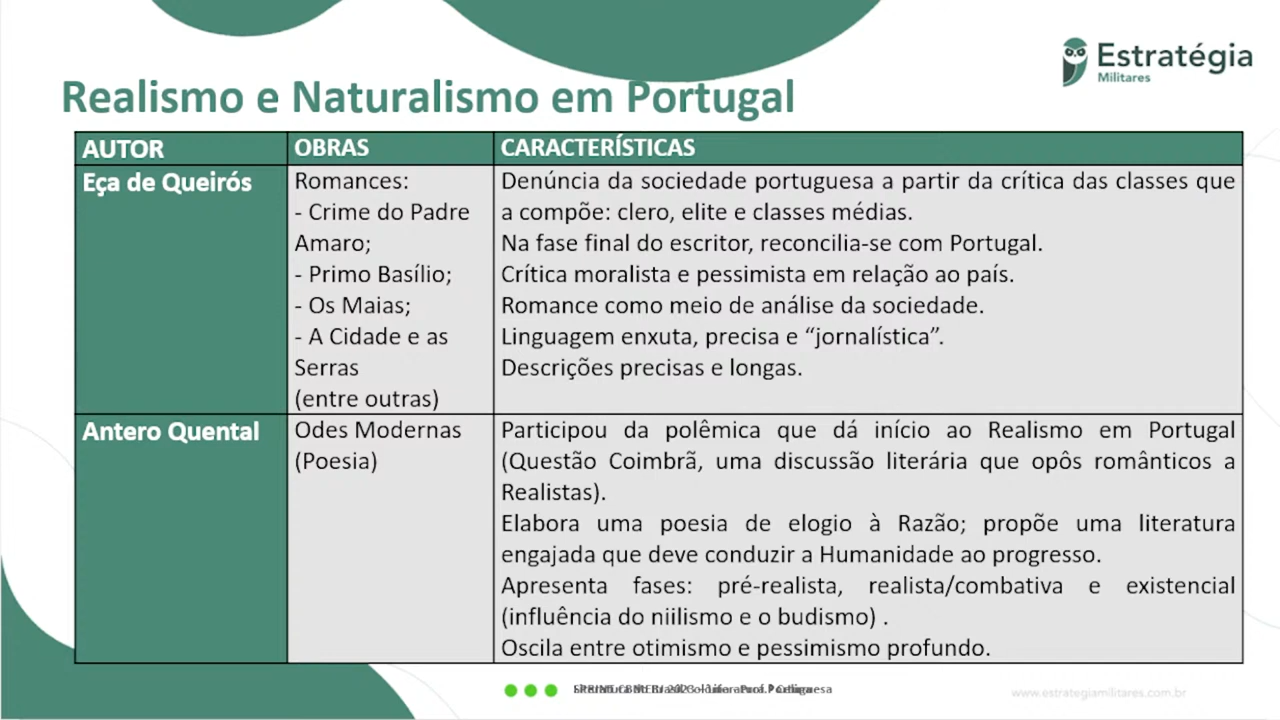 Estratégia
Militares
Realismo e Naturalismo em Portugal
AUTOR
OBRAS
CARACTERÍSTICAS
Eça de Queirós
Romances:
- Crime do Padre
Amaro;
- Primo Basílio;
- Os Maias;
- A Cidade e as
Serras
(entre outras)
Denúncia da sociedade portuguesa a partir da crítica das classes que
a compõe: clero, elite e classes médias.
Na fase final do escritor, reconcilia-se com Portugal.
Crítica moralista e pessimista em relação ao país.
Romance como meio de análise da sociedade.
Linguagem enxuta, precisa e “jornalística”.
Descrições precisas e longas.
Antero Quental
Odes Modernas
(Poesia)
Participou da polêmica que dá início ao Realismo em Portugal
(Questão Coimbrã, uma discussão literária que opôs românticos a
Realistas).
Elabora uma poesia de elogio à Razão; propõe uma literatura
engajada que deve conduzir a Humanidade ao progresso.
Apresenta fases: pré-realista, realista/combativa e existencial
(influência do niilismo e o budismo) .
Oscila entre otimismo e pessimismo profundo.
www.estrategiamilitares.com.br